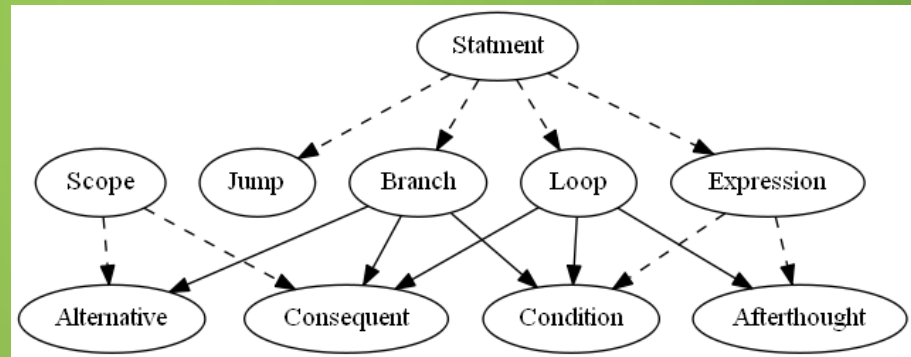 Statment
Scope
Jump
Branch
Loop
Expression
Alternative
Consequent
Condition
Afterthought